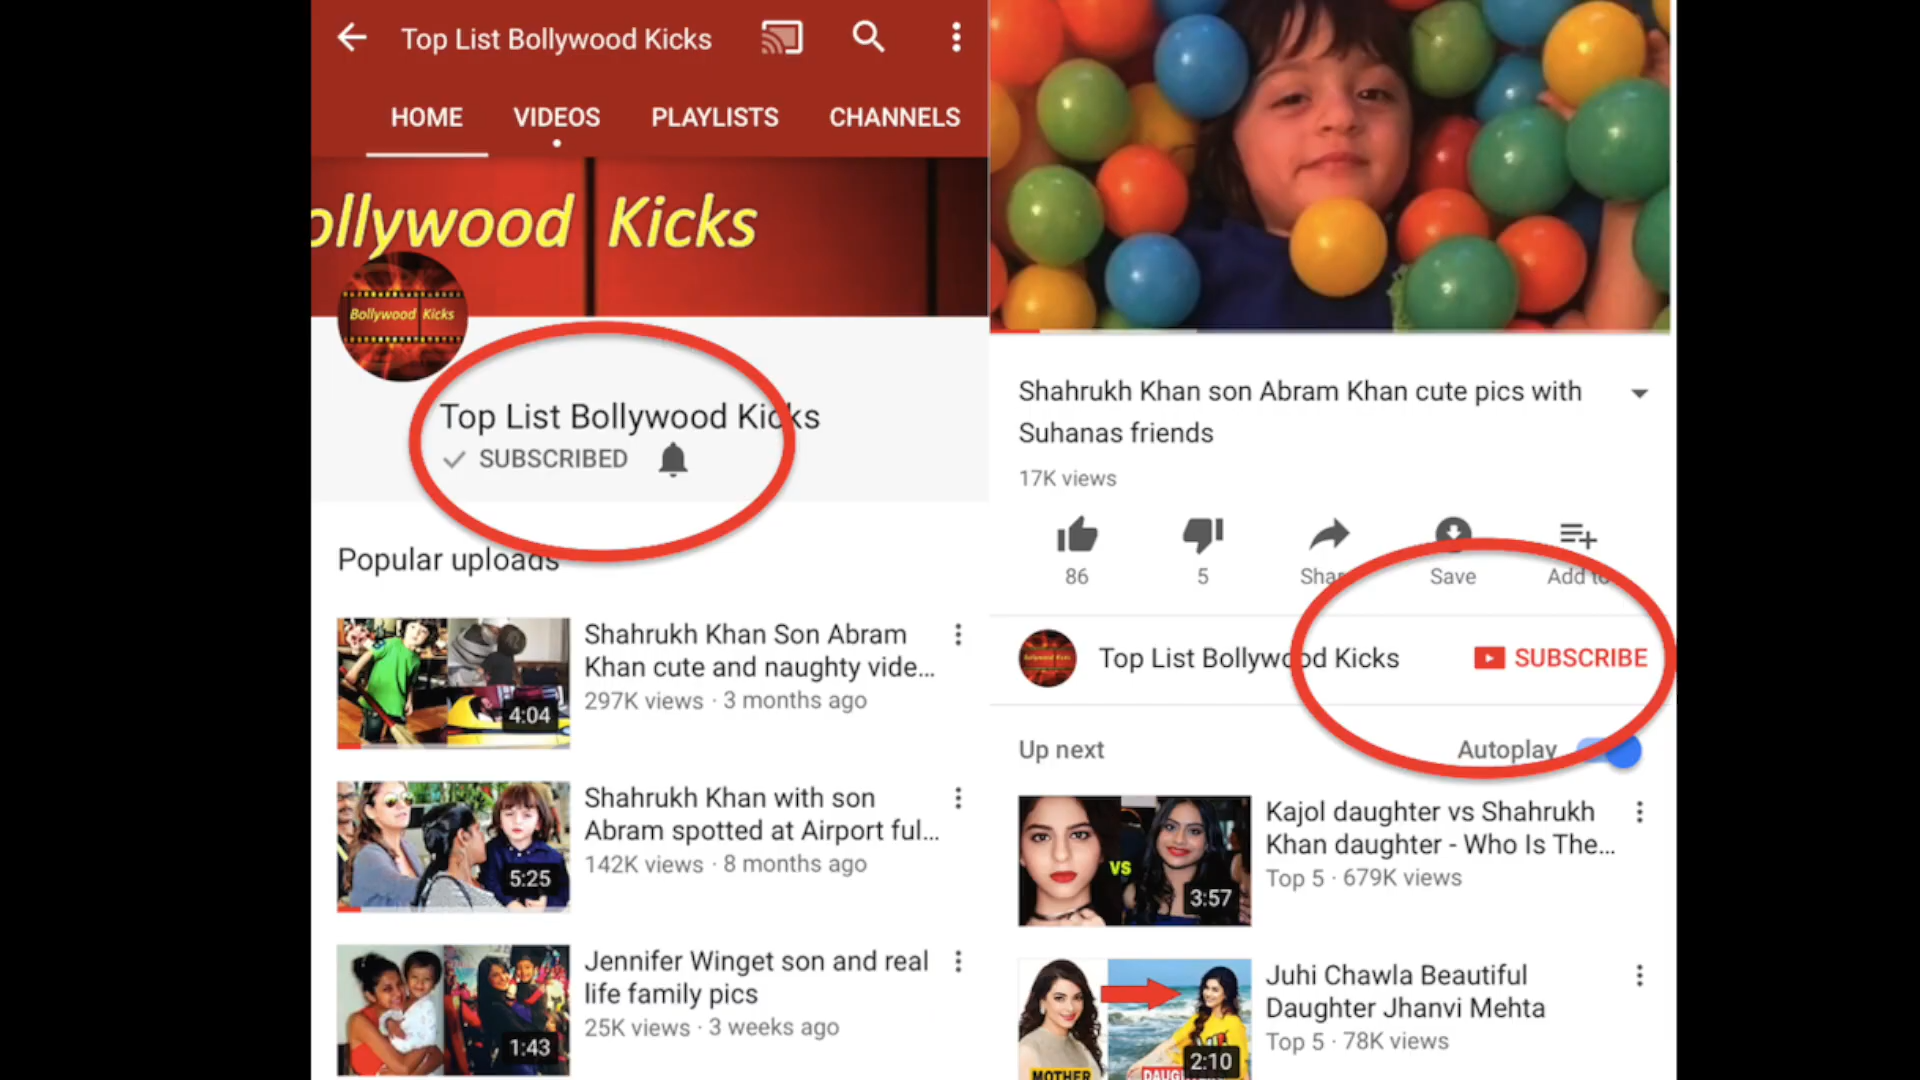 Top List Bollywood Kicks
HOME VIDEOS PLAYLISTS CHANNELS
ollywood Kicks
Bollywood Kicks
Top List Bollywood Kicks
SUBSCRIBED
Popular uploads
Shahrukh Khan Son Abram
Khan cute and naughty vide...
297K views · 3 months ago
4:04
Shahrukh Khan with son
Abram spotted at Airport ful...
142K views · 8 months ago
5:25
Jennifer Winget son and real
life family pics
25K views · 3 weeks ago
1:43
Shahrukh Khan son Abram Khan cute pics with
Suhanas friends
17K views
86 5 Share Save Add to
Top List Bollywood Kicks SUBSCRIBE
Up next Autoplay
Kajol daughter vs Shahrukh
Khan daughter - Who Is The...
Top 5 · 679K views
VS
3:57
Juhi Chawla Beautiful
Daughter Jhanvi Mehta
Top 5 · 78K views
2:10
MOTHER